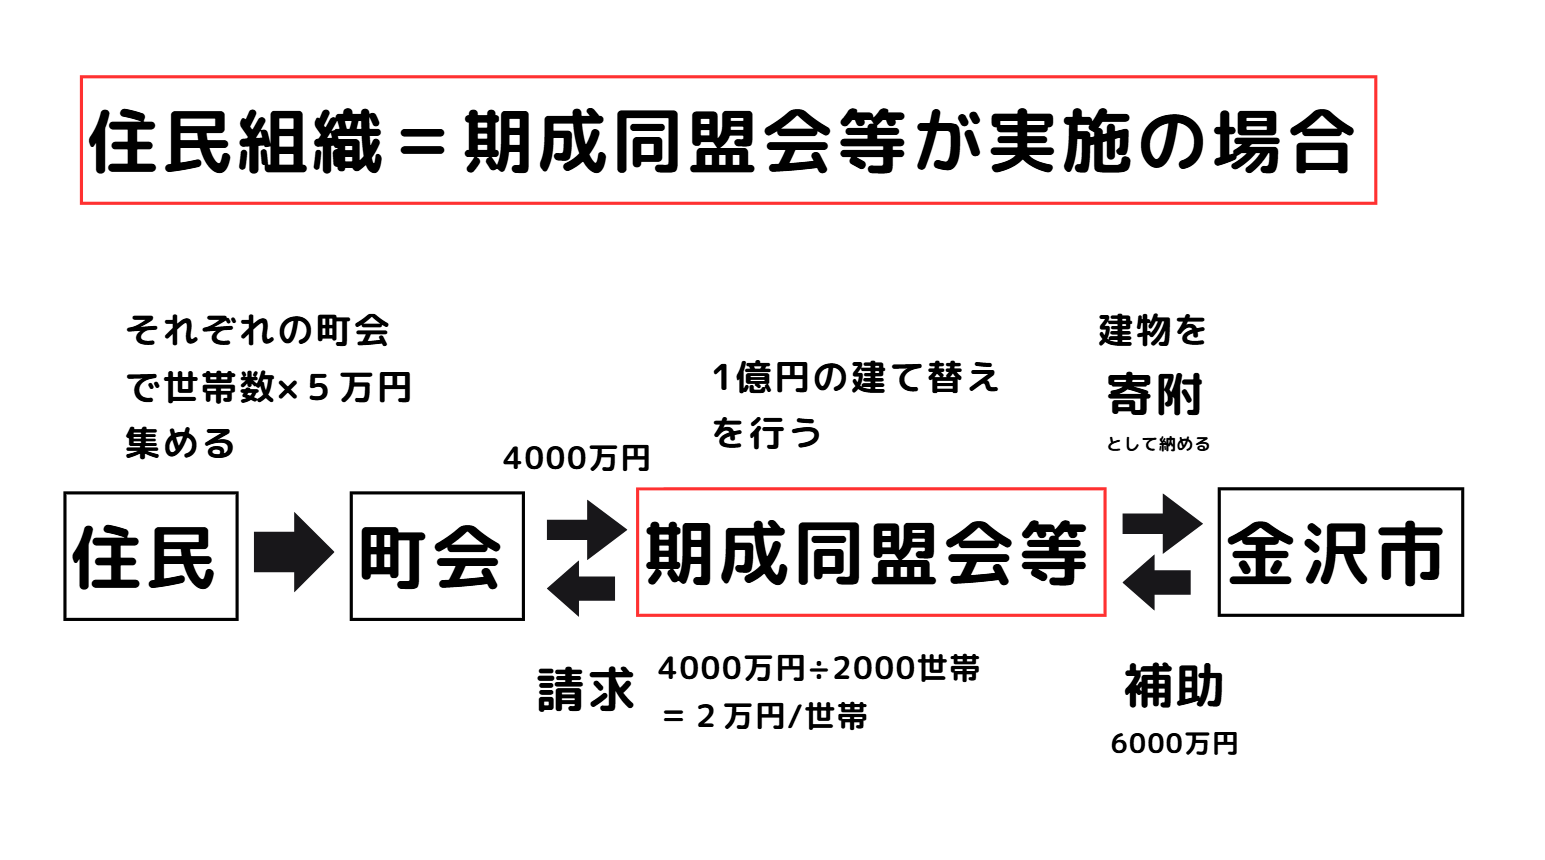 住民組織＝期成同盟会等が実施の場合
それぞれの町会
で世帯数×５万円
集める
4000万円
1億円の建て替え
を行う
建物を
寄附
として納める
住民
町会
期成同盟会等
金沢市
請求
4000万円÷2000世帯
＝２万円/世帯
補助
6000万円